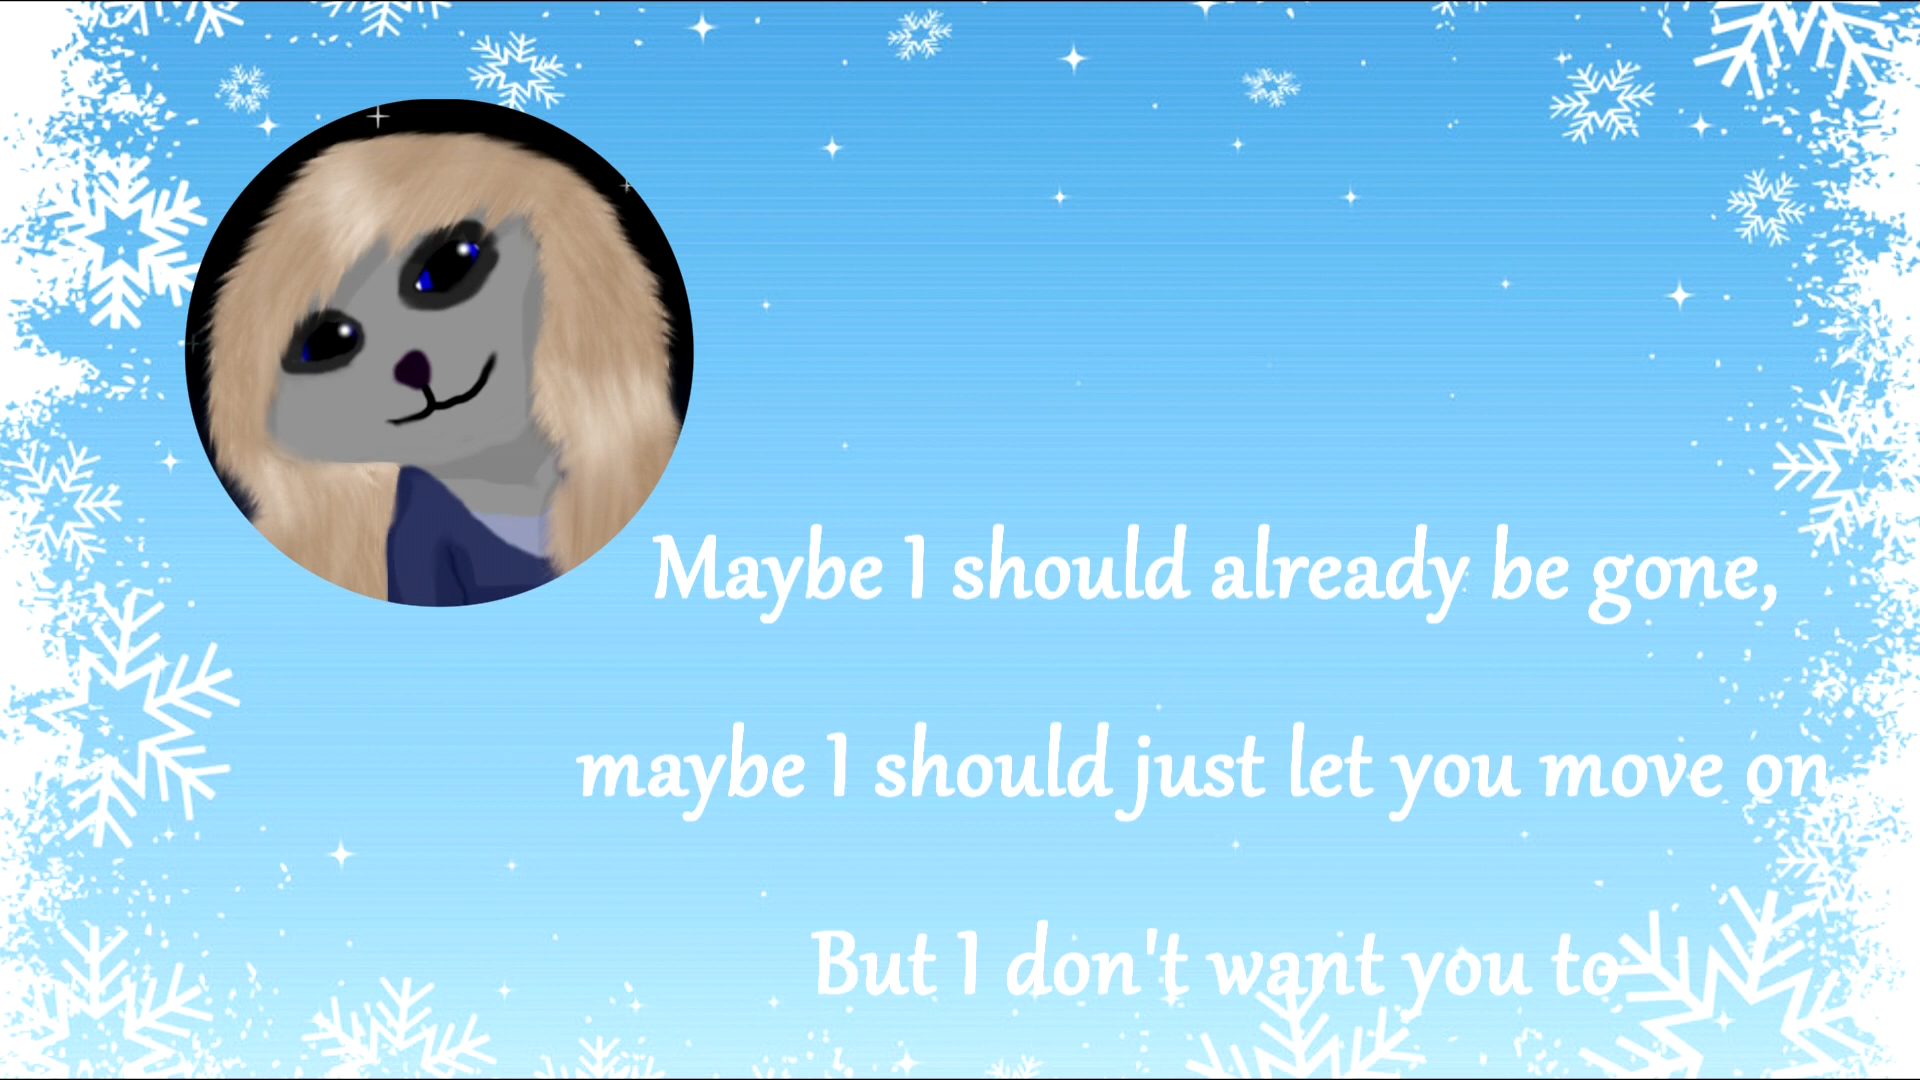 Maybe I should already be gone,
maybe I should just let you move on
But I don't want you to